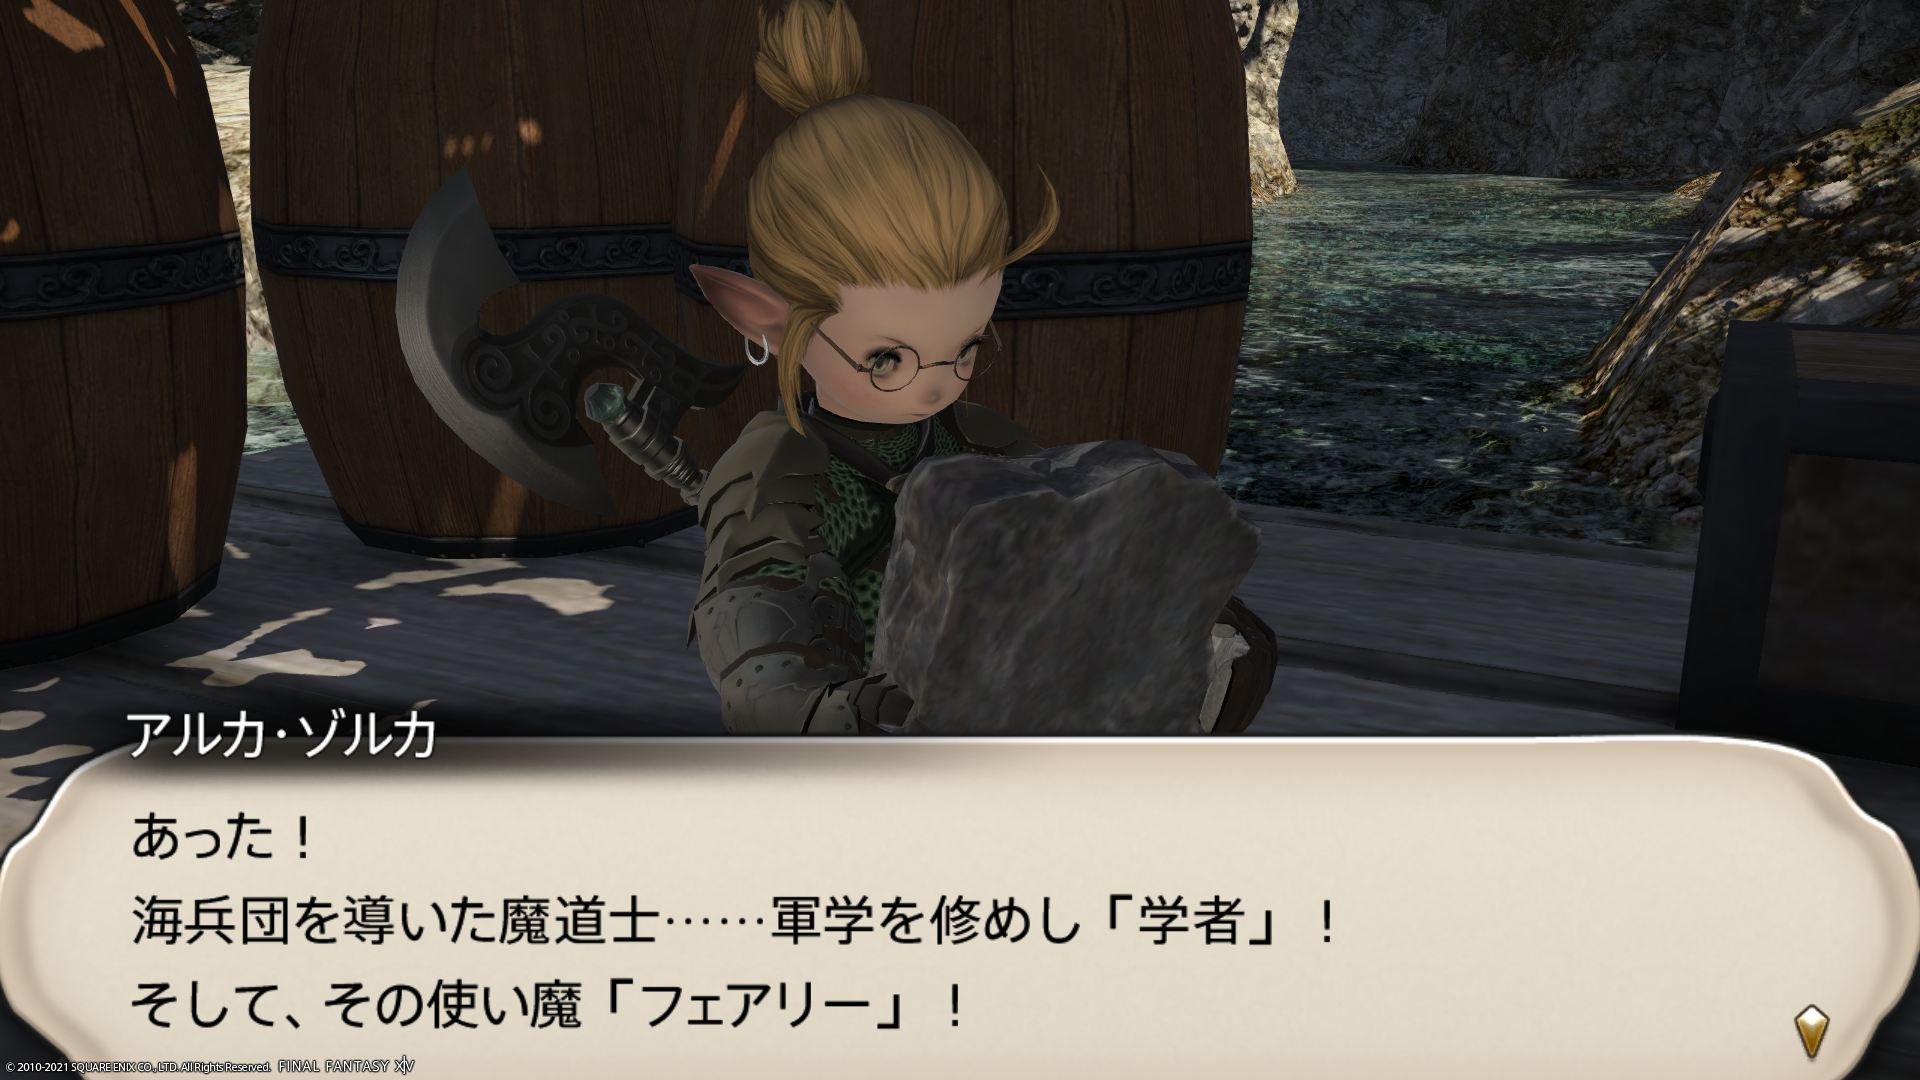 アルカ・ゾルカ
あった！
海兵団を導いた魔道士……軍学を修めし「学者」！
そして、その使い魔「フェアリー」！
© 2010-2021 SQUARE ENIX CO., LTD. All Rights Reserved. FINAL FANTASY XIV